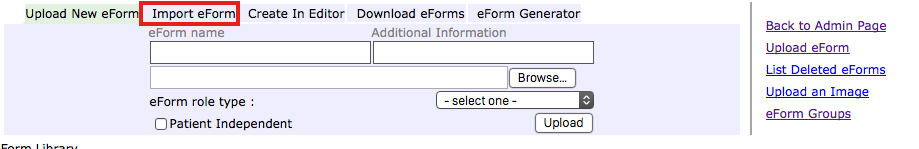 Upload New eForm Import eForm Create In Editor Download eForms eForm Generator
eForm name Additional Information
Browse...
eForm role type : - select one -
Patient Independent Upload
Form Library
Back to Admin Page
Upload eForm
List Deleted eForms
Upload an Image
eForm Groups